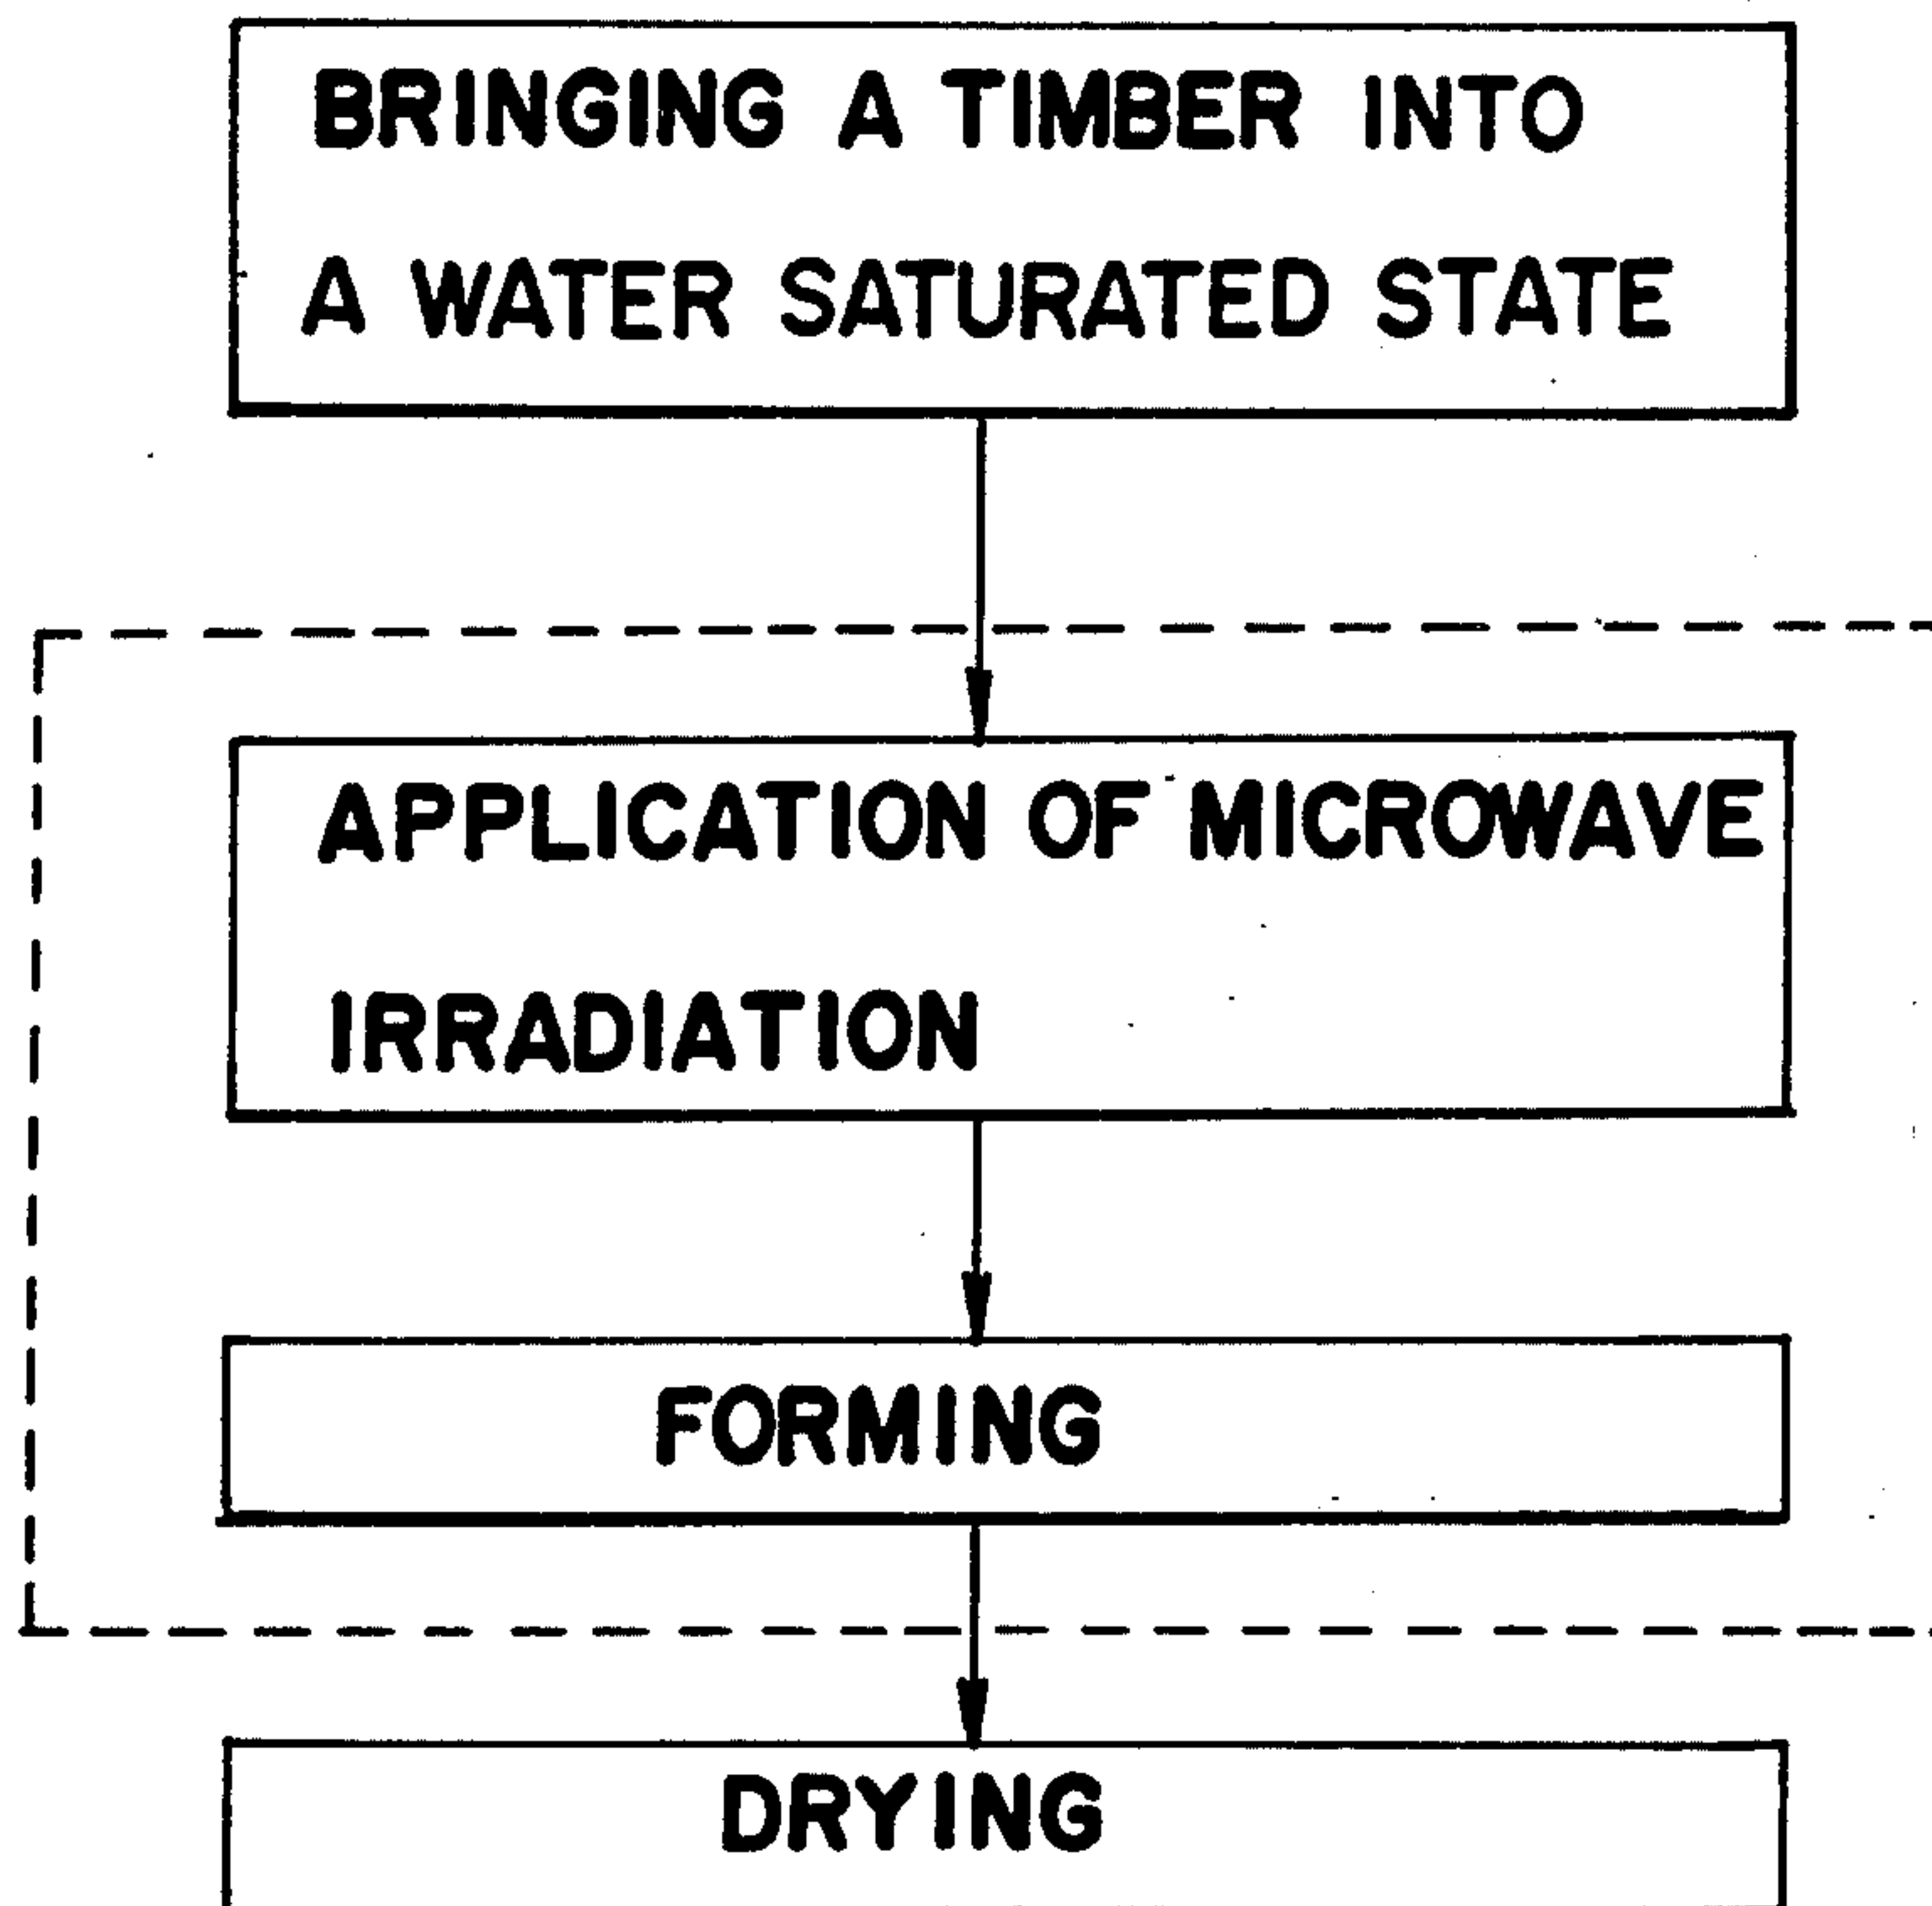 BRINGING A TIMBER INTO
A WATER SATURATED STATE
APPLICATION OF MICROWAVE
IRRADIATION
FORMING
DRYING